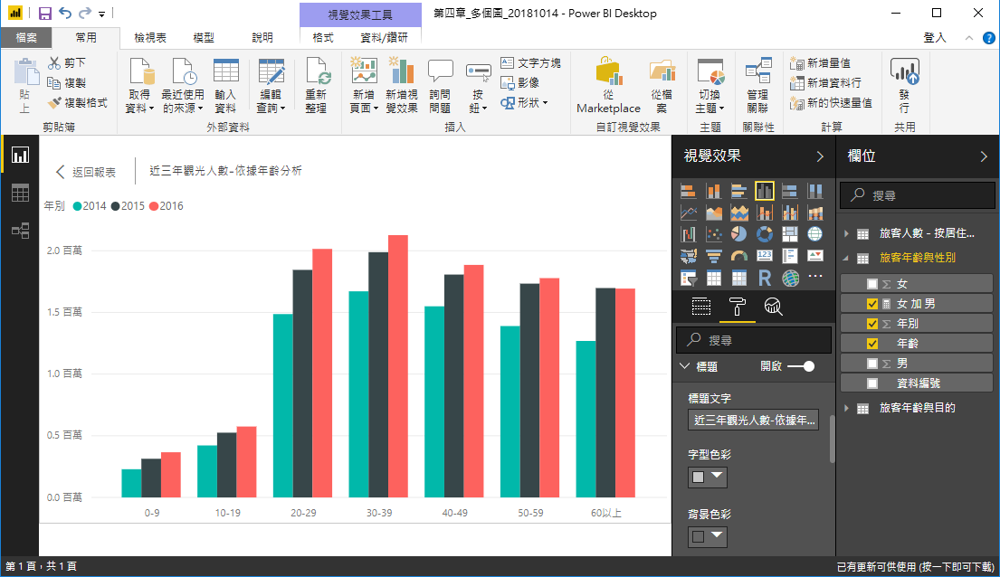 視覺效果工具
第四章_多個圖_20181014 - Power BI Desktop
檔案 常用 檢視表 模型 說明 格式 資料/鑽研 登入
貼上
剪下
複製
複製格式
剪貼簿
取得資料
最近使用的來源
輸入資料
編輯查詢
重新整理
外部資料
新增頁面
新增視覺效果
詢問問題
按鈕
文字方塊
影像
形狀
插入
從 Marketplace
從檔案
自訂視覺效果
切換主題
主題
管理關聯
關聯性
新增量值
新增資料行
新的快速量值
計算
發行
共用
返回報表
近三年觀光人數-依據年齡分析
年別 2014 2015 2016
2.0 百萬
1.5 百萬
1.0 百萬
0.5 百萬
0.0 百萬
0-9 10-19 20-29 30-39 40-49 50-59 60以上
視覺效果
123
R
搜尋
標題 開啟
標題文字
近三年觀光人數-依據年...
字型色彩
背景色彩
欄位
搜尋
旅客人數 - 按居住...
旅客年齡與性別
Σ 女
女 加 男
Σ 年別
年齡
Σ 男
資料編號
旅客年齡與目的
第 1 頁，共 1 頁
已有更新可供使用 (按一下即可下載)